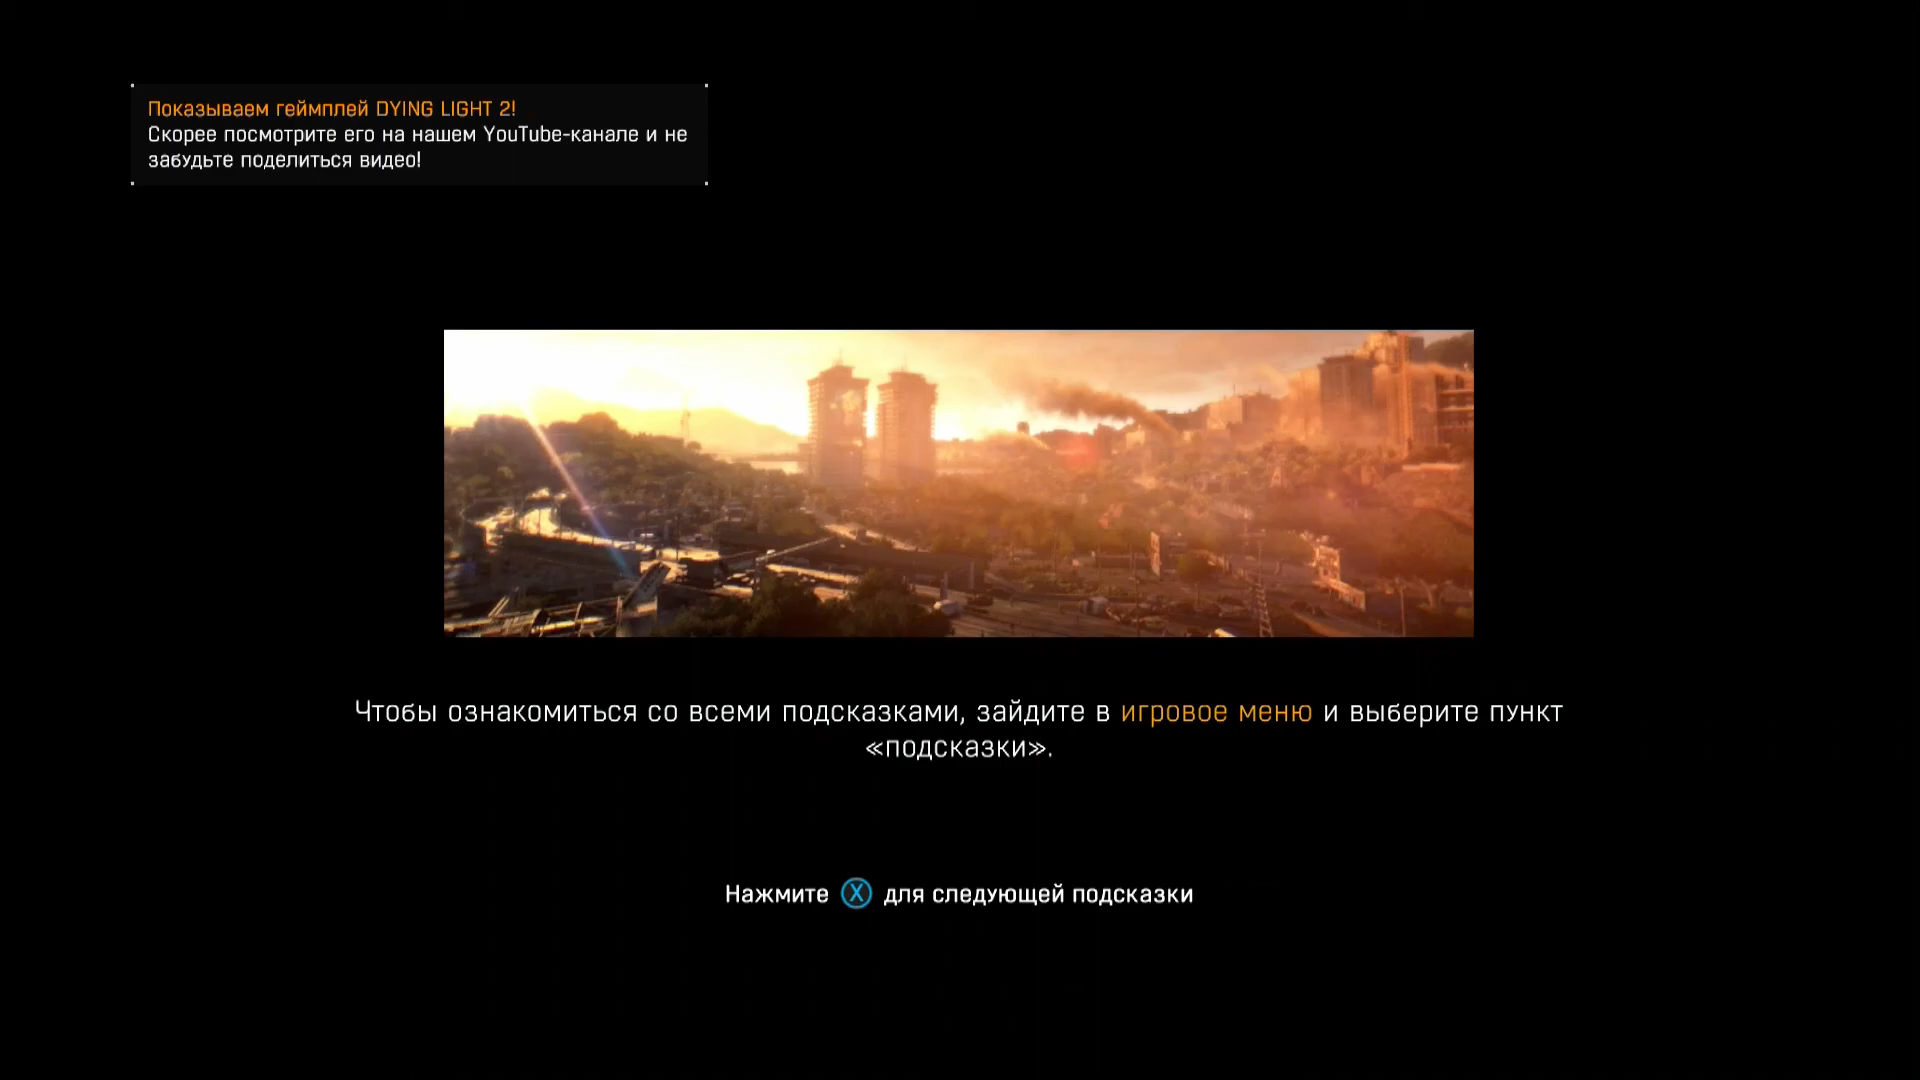 Показываем геймплей DYING LIGHT 2!
Скорее посмотрите его на нашем YouTube-канале и не
забудьте поделиться видео!
Чтобы ознакомиться со всеми подсказками, зайдите в игровое меню и выберите пункт
«подсказки».
Нажмите X для следующей подсказки